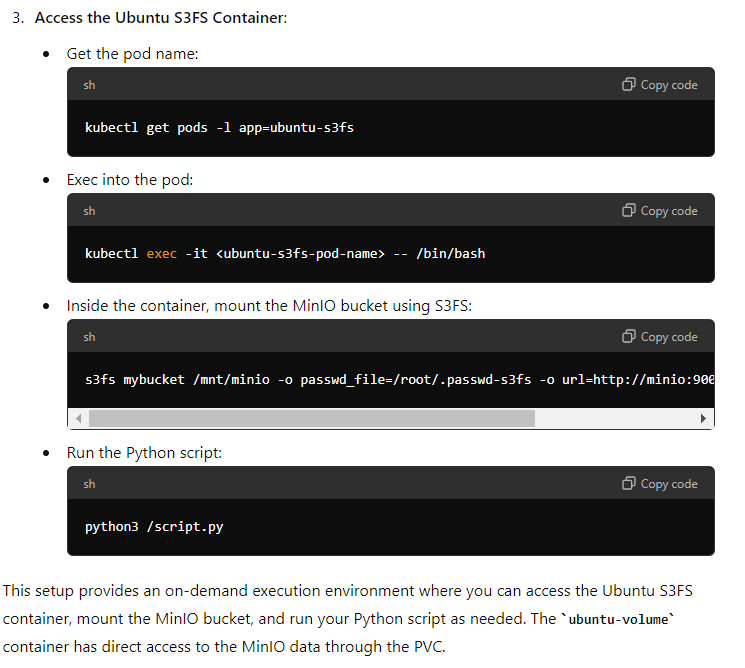 3. Access the Ubuntu S3FS Container:
• Get the pod name:
sh Copy code
kubectl get pods -l app=ubuntu-s3fs
• Exec into the pod:
sh Copy code
kubectl exec -it <ubuntu-s3fs-pod-name> -- /bin/bash
• Inside the container, mount the MinIO bucket using S3FS:
sh Copy code
s3fs mybucket /mnt/minio -o passwd_file=/root/.passwd-s3fs -o url=http://minio:900
• Run the Python script:
sh Copy code
python3 /script.py
This setup provides an on-demand execution environment where you can access the Ubuntu S3FS
container, mount the MinIO bucket, and run your Python script as needed. The `ubuntu-volume`
container has direct access to the MinIO data through the PVC.